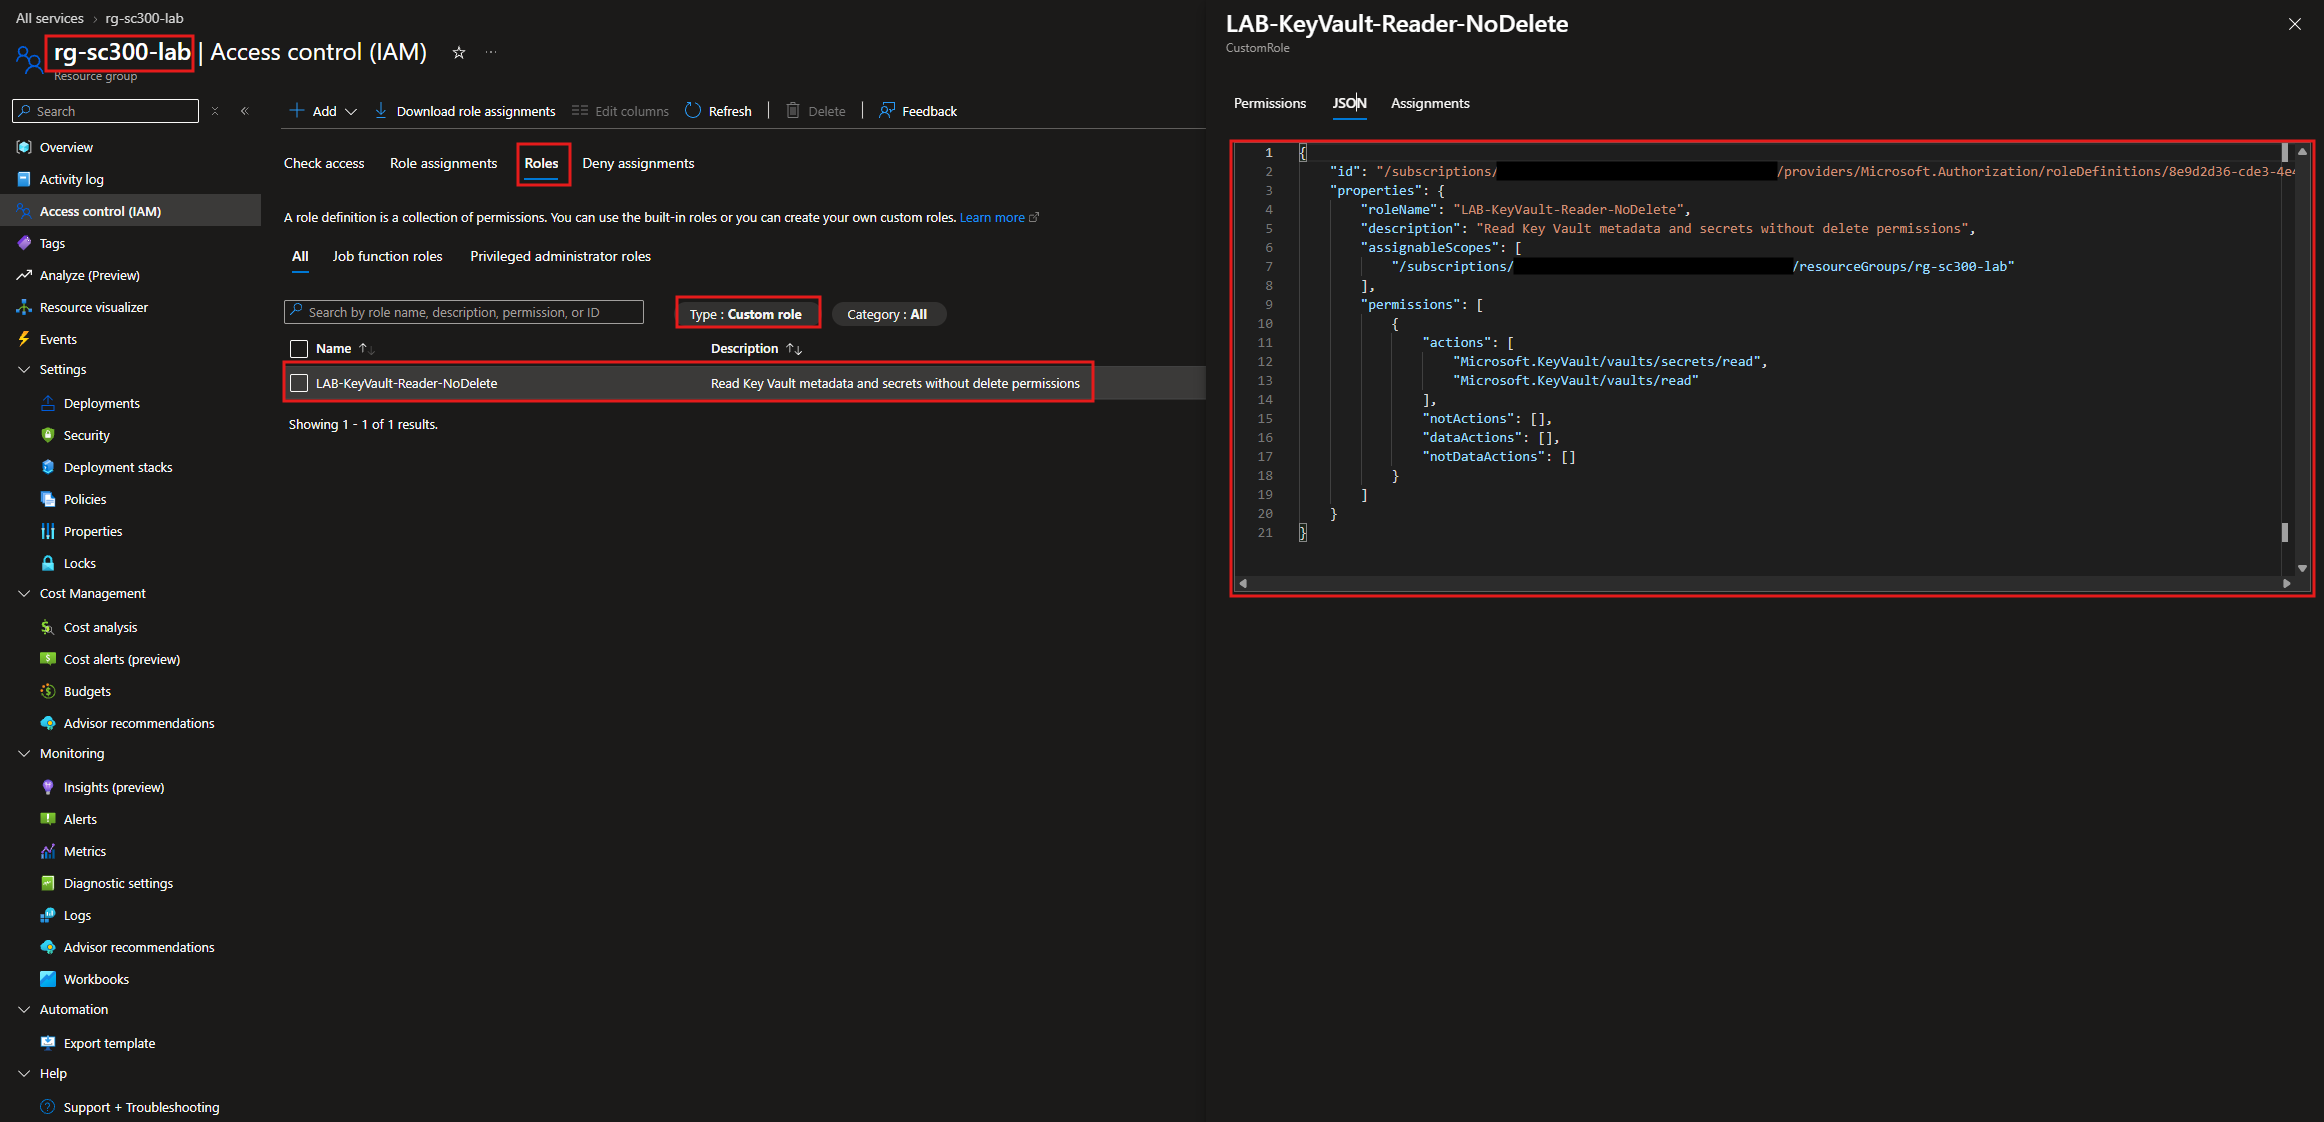 All services > rg-sc300-lab
rg-sc300-lab | Access control (IAM)
Resource group
Search
Overview
Activity log
Access control (IAM)
Tags
Analyze (Preview)
Resource visualizer
Events
Settings
Deployments
Security
Deployment stacks
Policies
Properties
Locks
Cost Management
Cost analysis
Cost alerts (preview)
Budgets
Advisor recommendations
Monitoring
Insights (preview)
Alerts
Metrics
Diagnostic settings
Logs
Advisor recommendations
Workbooks
Automation
Export template
Help
Support + Troubleshooting
Add Download role assignments Edit columns Refresh | Delete | Feedback
Check access Role assignments Roles Deny assignments
A role definition is a collection of permissions. You can use the built-in roles or you can create your own custom roles. Learn more
All Job function roles Privileged administrator roles
Search by role name, description, permission, or ID Type : Custom role Category : All
Name Description
LAB-KeyVault-Reader-NoDelete Read Key Vault metadata and secrets without delete permissions
Showing 1 - 1 of 1 results.
LAB-KeyVault-Reader-NoDelete
CustomRole
Permissions JSON Assignments
1 {
2 "id": "/subscriptions/ /providers/Microsoft.Authorization/roleDefinitions/8e9d2d36-cde3-4e4
3 "properties": {
4 "roleName": "LAB-KeyVault-Reader-NoDelete",
5 "description": "Read Key Vault metadata and secrets without delete permissions",
6 "assignableScopes": [
7 "/subscriptions/ /resourceGroups/rg-sc300-lab"
8 ],
9 "permissions": [
10 {
11 "actions": [
12 "Microsoft.KeyVault/vaults/secrets/read",
13 "Microsoft.KeyVault/vaults/read"
14 ],
15 "notActions": [],
16 "dataActions": [],
17 "notDataActions": []
18 }
19 ]
20 }
21 }